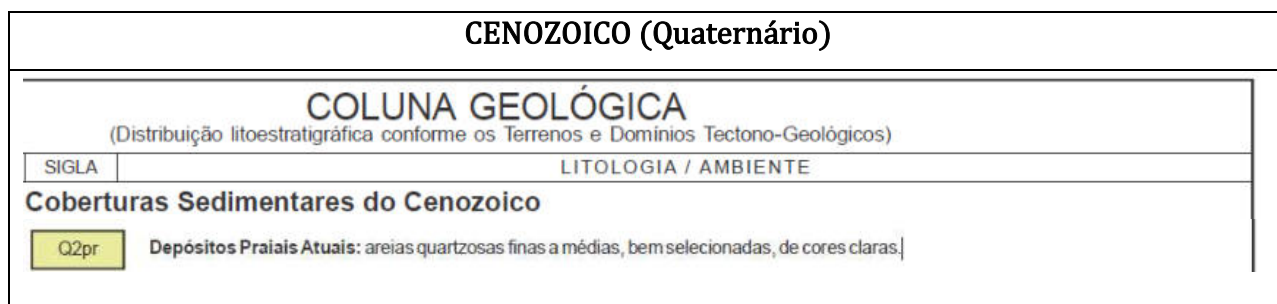 CENOZOICO (Quaternário)
COLUNA GEOLÓGICA
(Distribuição litoestratigráfica conforme os Terrenos e Domínios Tectono-Geológicos)
SIGLA LITOLOGIA / AMBIENTE
Coberturas Sedimentares do Cenozoico
Q2pr Depósitos Praiais Atuais: areias quartzosas finas a médias, bem selecionadas, de cores claras.